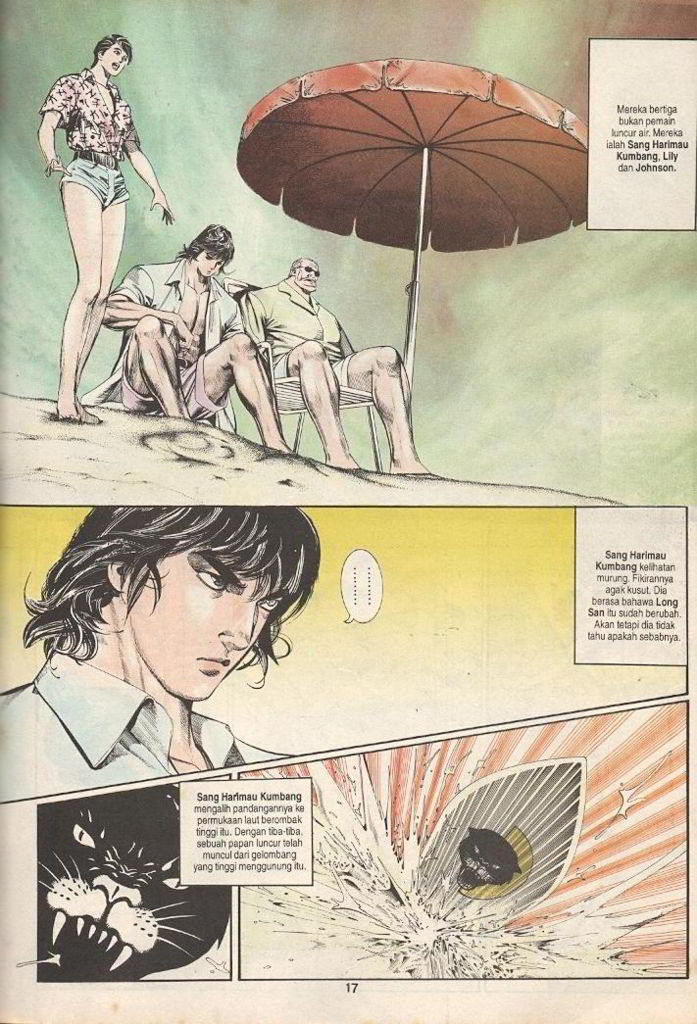 Mereka bertiga
bukan pemain
luncur air. Mereka
ialah Sang Harimau
Kumbang, Lily
dan Johnson.
Sang Harimau
Kumbang kelihatan
murung. Fikirannya
agak kusut. Dia
berasa bahawa Long
San itu sudah berubah.
Akan tetapi dia tidak
tahu apakah sebabnya.
Sang Harimau Kumbang
mengalih pandangannya ke
permukaan laut berombak
tinggi itu. Dengan tiba-tiba,
sebuah papan luncur telah
muncul dari gelombang
yang tinggi menggunung itu.
17